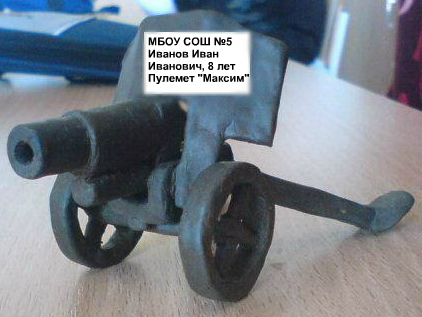 МБОУ СОШ №5
Иванов Иван
Иванович, 8 лет
Пулемет "Максим"